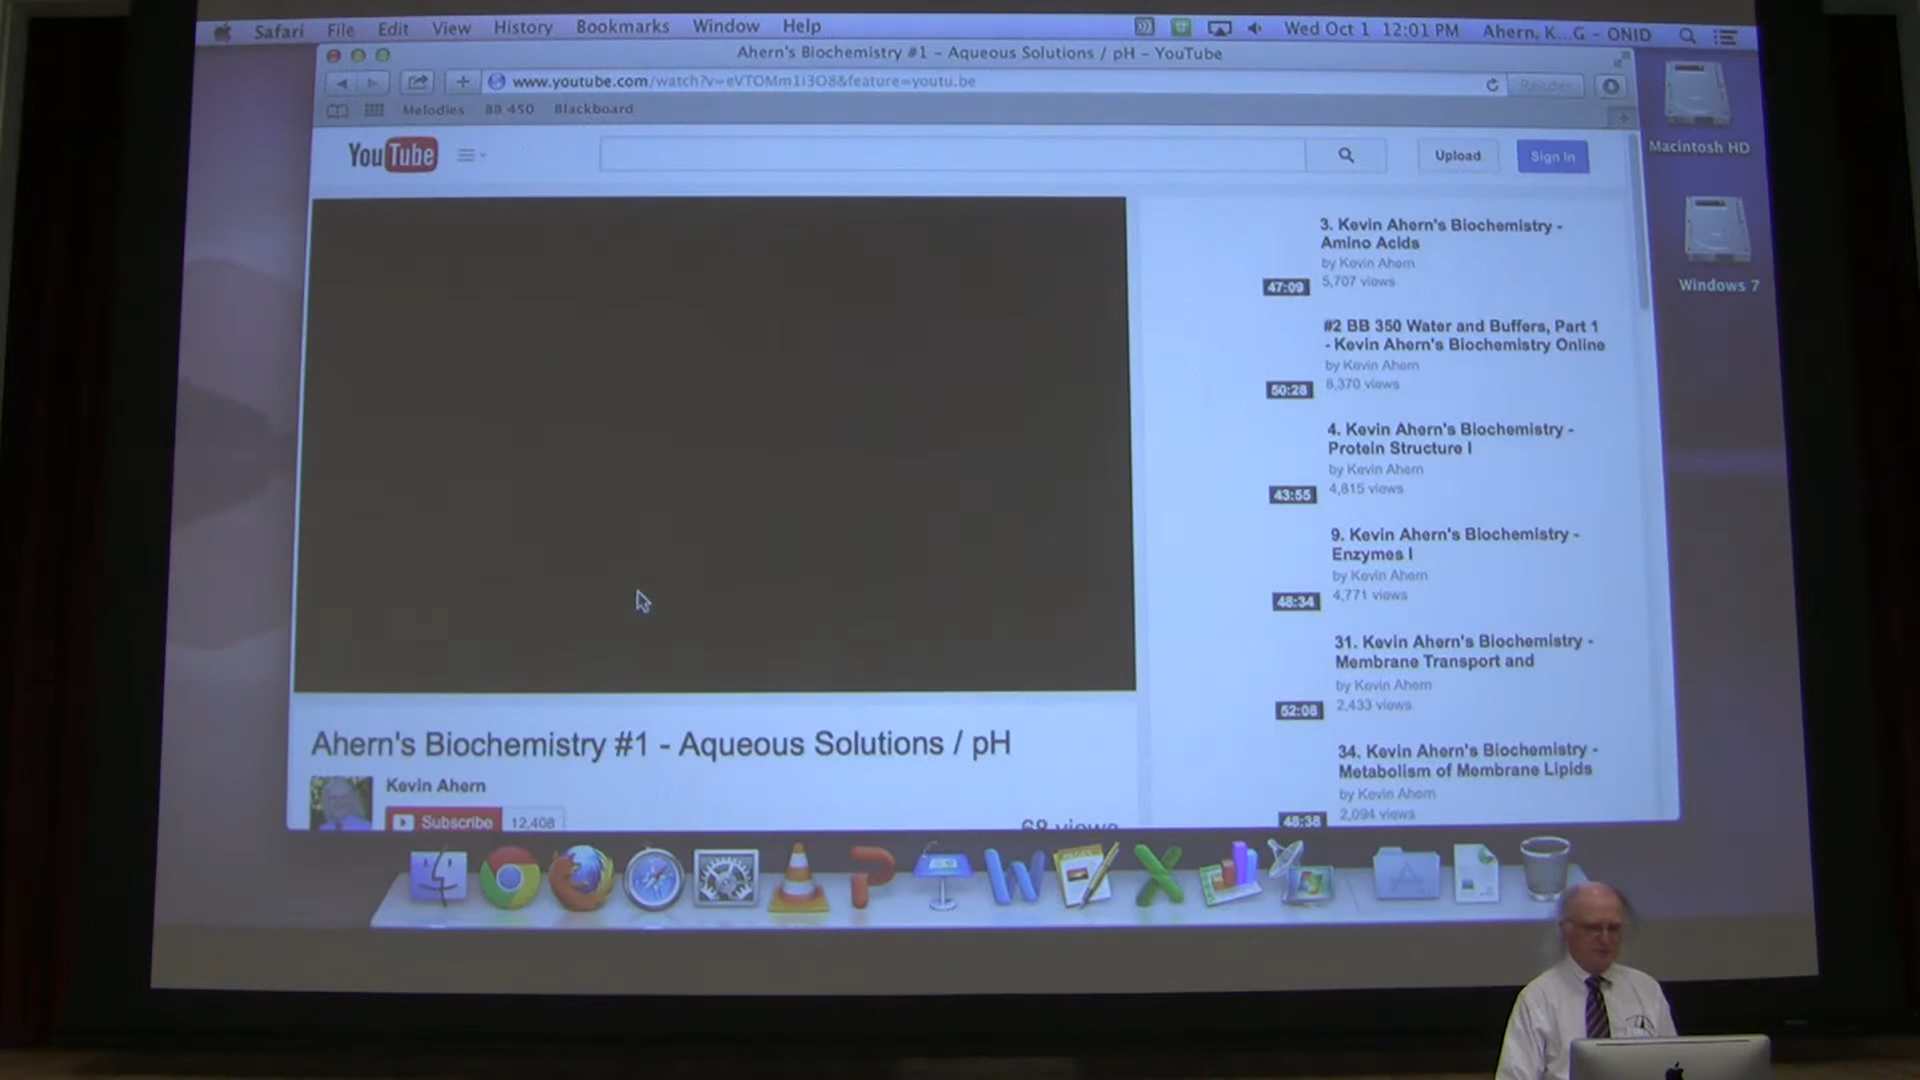 Safari File Edit View History Bookmarks Window Help Wed Oct 1 12:01 PM Ahern, K...G - ONID
Ahern's Biochemistry #1 - Aqueous Solutions / pH - YouTube
www.youtube.com/watch?v=eVTOMm1I3O8&feature=youtu.be Reader
Melodies BB 450 Blackboard
YouTube Upload Sign in
Macintosh HD
Windows 7
3. Kevin Ahern's Biochemistry -
Amino Acids
by Kevin Ahern
47:09 5,707 views
#2 BB 350 Water and Buffers, Part 1
- Kevin Ahern's Biochemistry Online
by Kevin Ahern
50:28 8,370 views
4. Kevin Ahern's Biochemistry -
Protein Structure I
by Kevin Ahern
43:55 4,815 views
9. Kevin Ahern's Biochemistry -
Enzymes I
by Kevin Ahern
48:34 4,771 views
31. Kevin Ahern's Biochemistry -
Membrane Transport and
by Kevin Ahern
52:08 2,433 views
34. Kevin Ahern's Biochemistry -
Metabolism of Membrane Lipids
by Kevin Ahern
48:38 2,094 views
Ahern's Biochemistry #1 - Aqueous Solutions / pH
Kevin Ahern
Subscribe 12,408
68 views